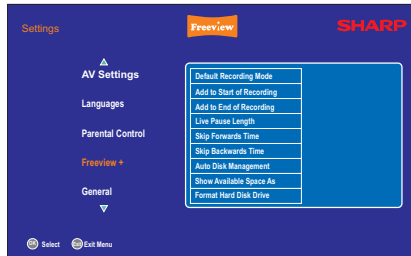 Settings
Freeview
SHARP
AV Settings
Languages
Parental Control
Freeview +
General
Default Recording Mode
Add to Start of Recording
Add to End of Recording
Live Pause Length
Skip Forwards Time
Skip Backwards Time
Auto Disk Management
Show Available Space As
Format Hard Disk Drive
OK Select Exit Exit Menu